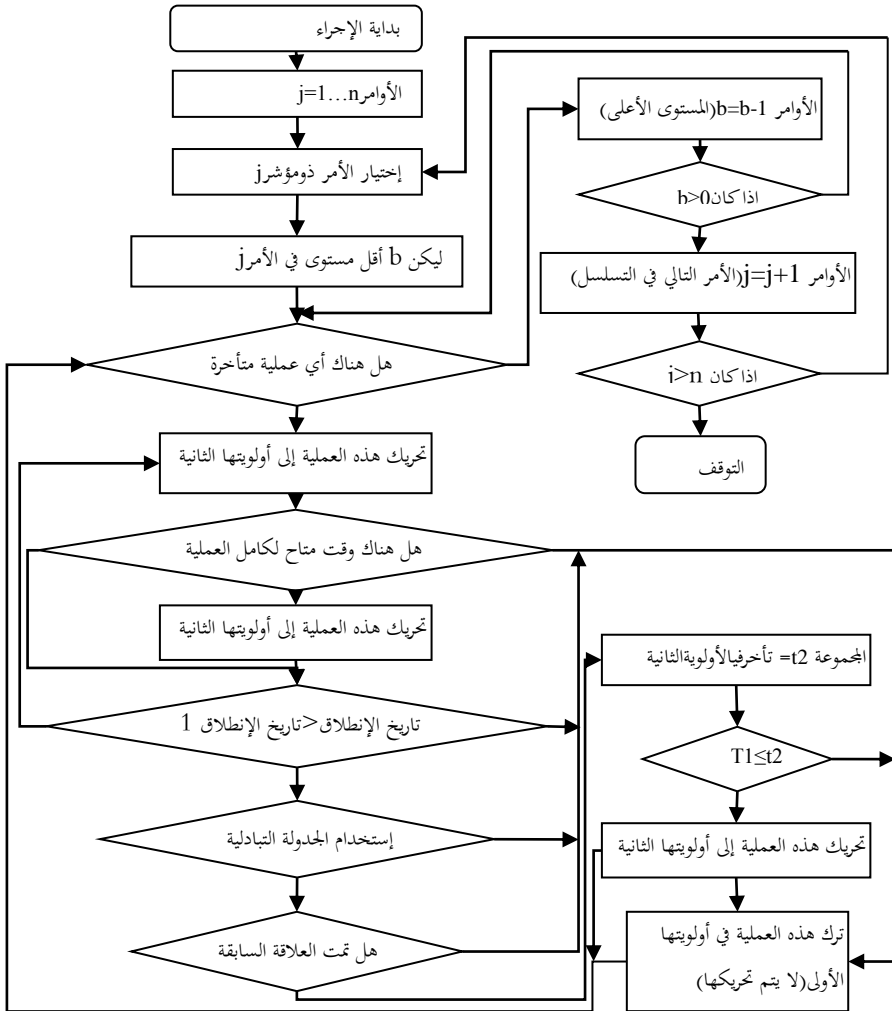 بداية الإجراء
الأوامرj=1…n
إختيار الأمر ذومؤشرj
ليكن b أقل مستوى في الأمرj
هل هناك أي عملية متأخرة
تحريك هذه العملية إلى أولويتها الثانية
هل هناك وقت متاح لكامل العملية
تحريك هذه العملية إلى أولويتها الثانية
تاريخ الإنطلاق>تاريخ الإنطلاق 1
إستخدام الجدولة التبادلية
هل تمت العلاقة السابقة
الأوامر b=b-1(المستوى الأعلى)
اذا كانb>0
الأوامر j=j+1(الأمر التالي في التسلسل)
اذا كان j>n
التوقف
المجموعة t2= تأخرفيالأولويةالثانية
T1≤t2
تحريك هذه العملية إلى أولويتها الثانية
ترك هذه العملية في أولويتها
الأولى(لا يتم تحريكها)